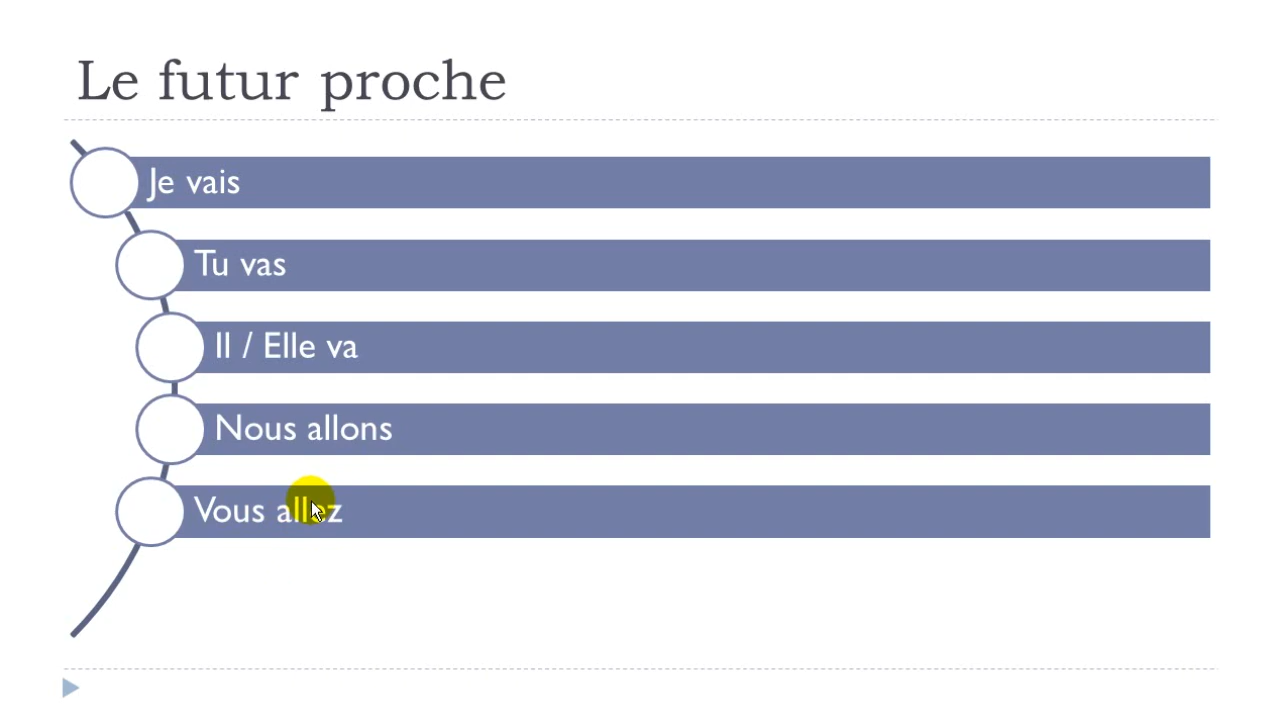 Le futur proche
Je vais
Tu vas
Il / Elle va
Nous allons
Vous allez